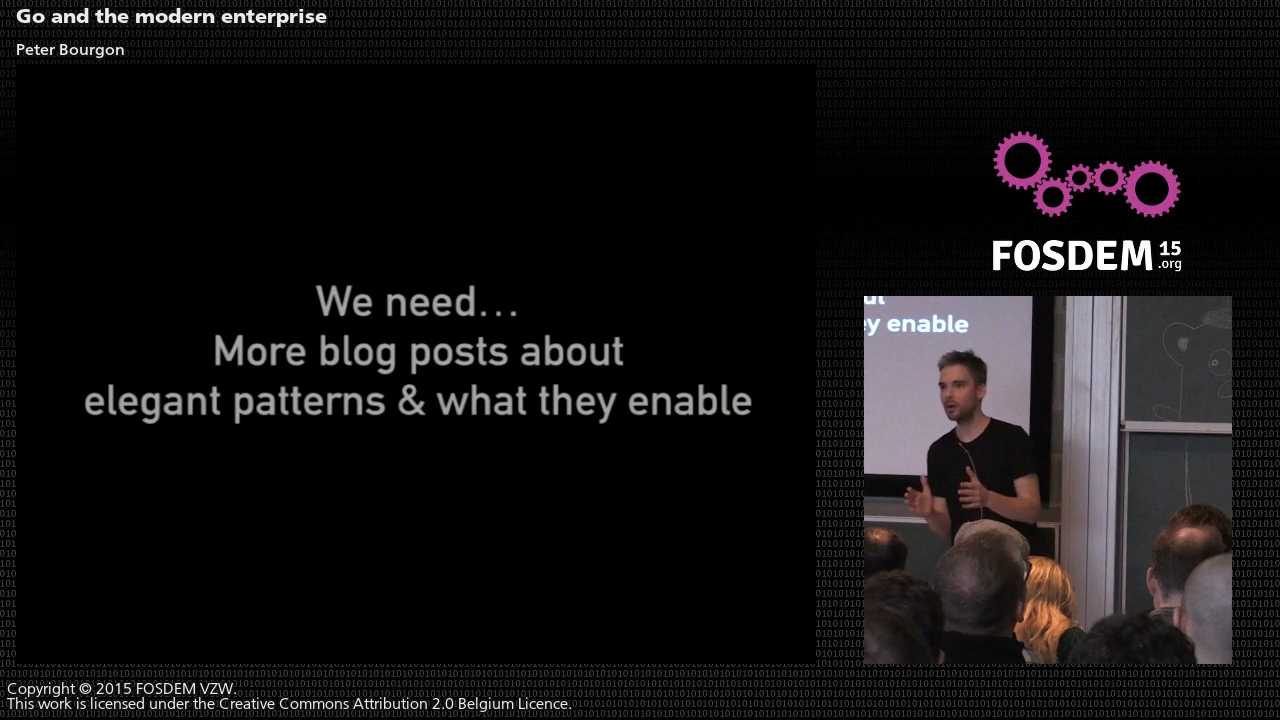 Go and the modern enterprise
Peter Bourgon
We need…
More blog posts about
elegant patterns & what they enable
FOSDEM 15
.org
y enable
Copyright © 2015 FOSDEM VZW.
This work is licensed under the Creative Commons Attribution 2.0 Belgium Licence.